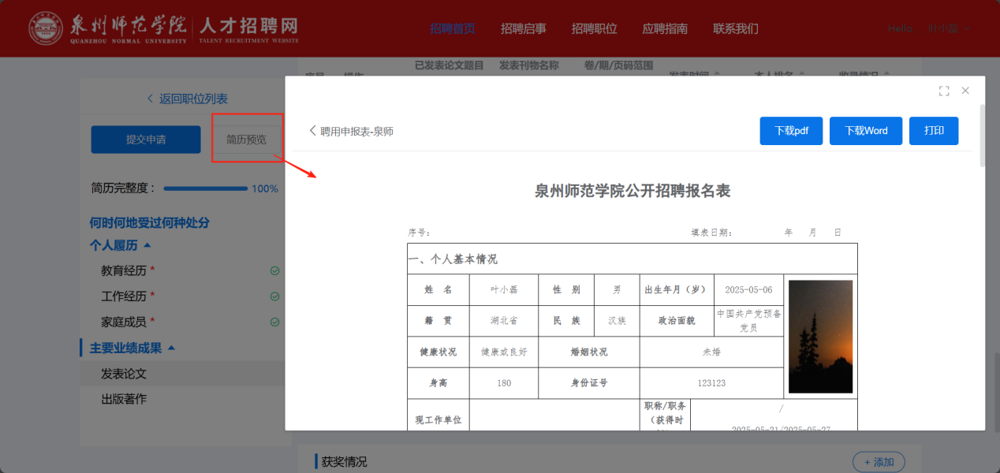 泉州师范学院 人才招聘网
QUANZHOU NORMAL UNIVERSITY TALENT RECRUITMENT WEBSITE
招聘首页 招聘启事 招聘职位 应聘指南 联系我们 Hello 叶小磊
已发表论文题目 发表刊物名称 卷/期/页码范围
序号 操作 发表时间 本人排名 收录情况
返回职位列表
提交申请 简历预览
简历完整度： 100%
何时何地受过何种处分
个人履历
教育经历 *
工作经历 *
家庭成员 *
主要业绩成果
发表论文
出版著作
聘用申报表-泉师 下载pdf 下载Word 打印
泉州师范学院公开招聘报名表
序号： 填表日期： 年 月 日
一、个人基本情况
姓 名 叶小磊 性 别 男 出生年月（岁） 2025-05-06
籍 贯 湖北省 民 族 汉族 政治面貌 中国共产党预备
党员
健康状况 健康或良好 婚姻状况 未婚
身高 180 身份证号 123123
现工作单位 职称/职务 /
（获得时 2025-05-21/2025-05-27
获奖情况 + 添加